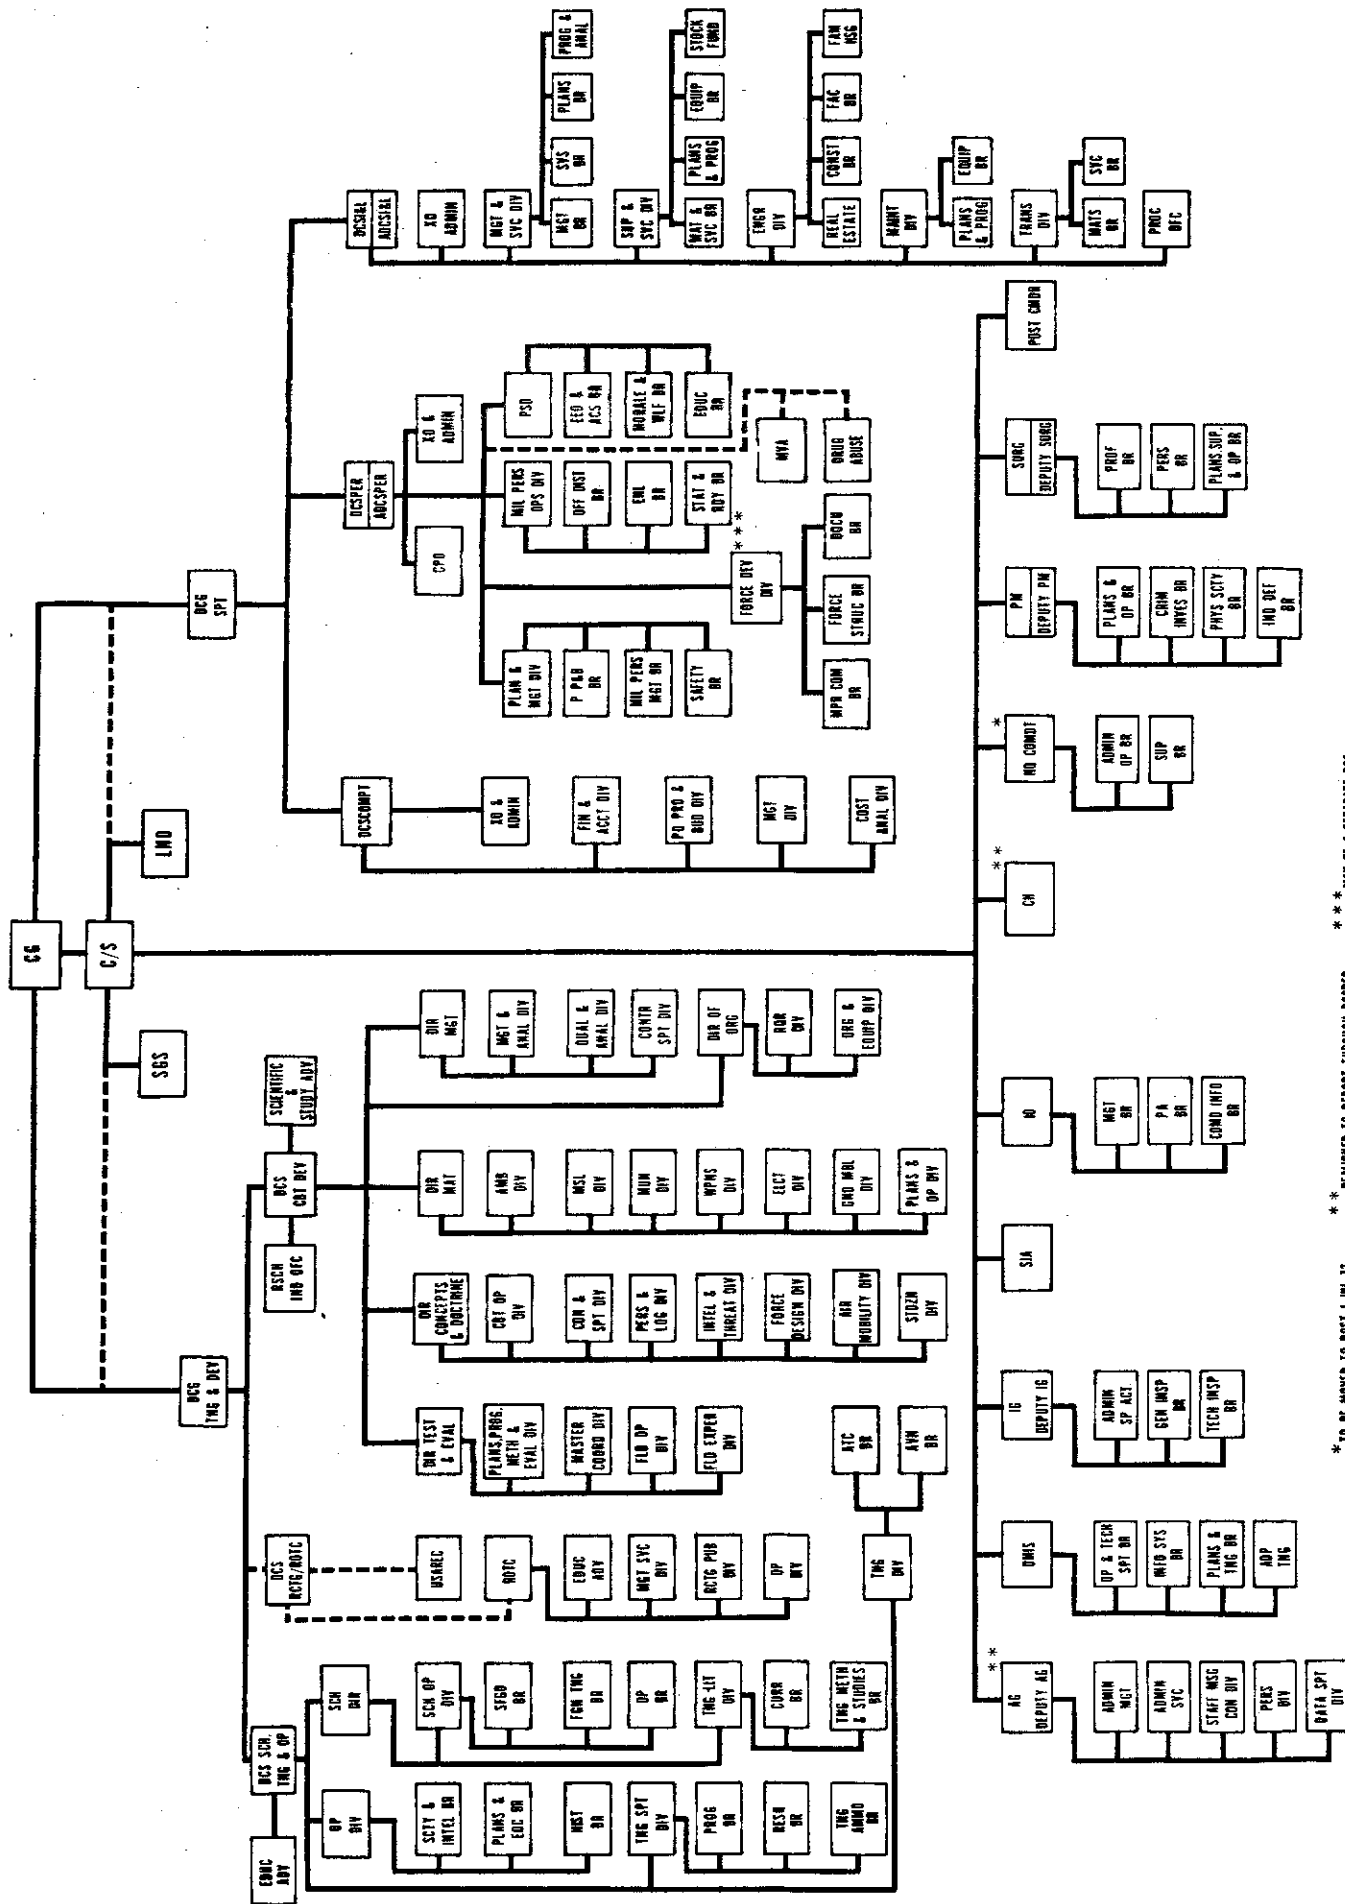 CG
C/S
SGS
LNO
DCG
TNG & DEV
DCG
SPT
EDUC
ADV
DCS SCH,
TNG & OP
OP
DIV
SCTY &
INTEL BR
PLANS &
EOC BR
HIST
BR
TNG SPT
DIV
PROG
BR
RESQ
BR
TNG
AMMO
BR
SCH
DIR
SCH OP
DIV
SFGD
BR
FGN TNG
BR
OP
BR
TNG-LIT
DIV
CURR
BR
TNG METH
& STUDIES
BR
TNG
DIV
ATC
BR
AVN
BR
DCS
RCTG/ROTC
USAREC
ROTC
EDUC
ADV
MGT SVC
DIV
RCTG PUB
DIV
OP
DIV
RSCH
OFC
DCS
CBT DEV
SCIENTIFIC
&
STUDY ADV
DIR TEST
& EVAL
PLANS,PROG,
METH &
EVAL DIV
MASTER
COORD DIV
FLD OP
DIV
FLD EXPER
DIV
DIR
CONCEPTS
& DOCTRINE
CBT OP
DIV
CON &
SPT DIV
PERS &
LOG DIV
INTEL &
THREAT DIV
FORCE
DESIGN DIV
AIR
MOBILITY DIV
STDZN
DIV
DIR
MAT
DIV
MSL
DIV
MUN
DIV
WPNS
DIV
ELCT
DIV
GND MBL
DIV
PLANS &
OP DIV
DIR
MGT
MGT &
ANAL DIV
QUAL &
ANAL DIV
CONTR
SPT DIV
DIR OF
ORG
RQR
DIV
ORG &
EQUIP DIV
DCSCOMPT
XO &
ADMIN
FIN &
ACCT DIV
PRO &
BUD DIV
MGT
DIV
COST
ANAL DIV
DCSPER
ADCSPER
CPO
XO &
ADMIN
PLAN &
MGT DIV
P P&B
BR
MIL PERS
MGT BR
SAFETY
BR
MIL PERS
OPS DIV
OFF DIST
BR
ENL
BR
STAT &
RDY BR
PSD
EEO &
ACS BR
MORALE &
WLF BR
EDUC
BR
MVA
DRUG
ABUSE
***
FORCE DEV
DIV
MPR COM
BR
FORCE
STRUC BR
DOCU
BR
DCSI&L
ADCSI&L
XO
ADMIN
MGT &
SVC DIV
MGT
BR
SYS
BR
PLANS
BR
PROG &
ANAL
SUP &
SVC DIV
MAT &
SVC BR
PLANS
& PROG
EQUIP
BR
STOCK
FUND
ENGR
DIV
REAL
ESTATE
CONST
BR
FAC
BR
FAM
HSG
MAINT
DIV
PLANS
& PROG
EQUIP
BR
TRANS
DIV
MATS
BR
SVC
BR
PROC
OFC
**
AG
DEPUTY AG
ADMIN
MGT
ADMIN
SVC
STAFF MSG
CON DIV
PERS
DIV
DATA SPT
DIV
DMIS
OP & TECH
SPT BR
INFO SYS
BR
PLANS &
TNG BR
ADP
TNG
IG
DEPUTY IG
ADMIN
SP ACT.
GEN INSP
BR
TECH INSP
BR
SJA
IO
MGT
BR
PA
BR
COMD INFO
BR
**
CH
*
HQ COMDT
ADMIN
OP BR
SUP
BR
PM
DEPUTY PM
PLANS &
OP BR
CRIM
INVES BR
PHYS SCTY
BR
IND DEF
BR
SURG
DEPUTY SURG
PROF
BR
PERS
BR
PLANS,SUP,
& OP BR
POST CMDR
* TO BE MOVED TO POST
** TO REPORT THROUGH
***